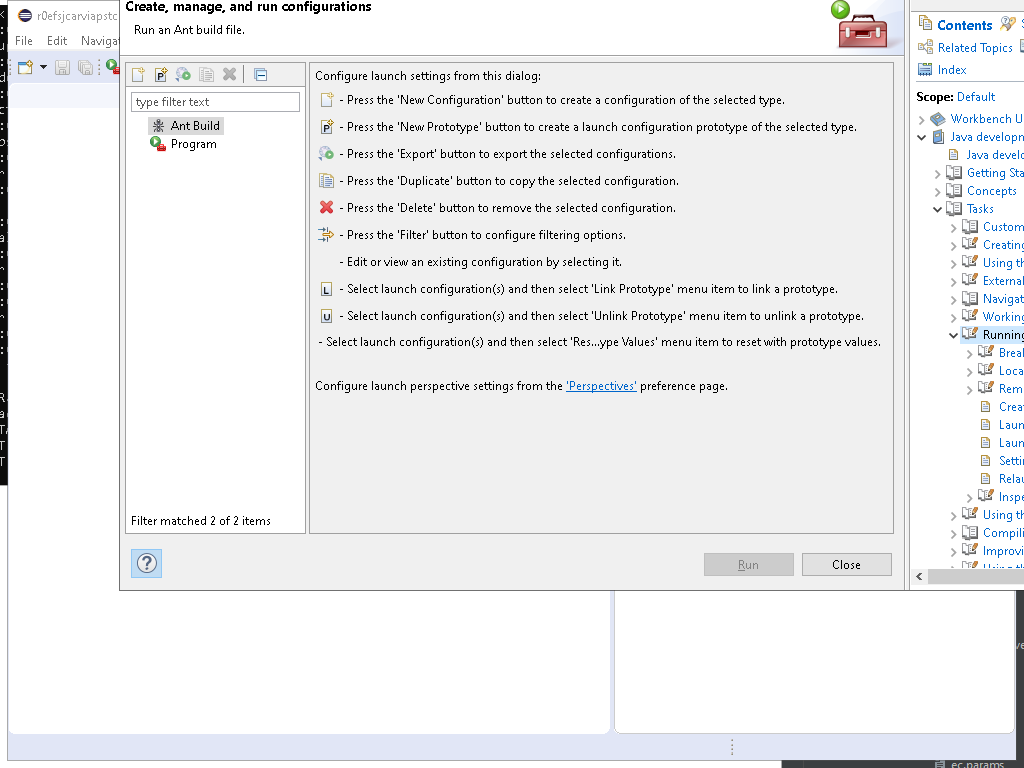 Create, manage, and run configurations
Run an Ant build file.
r0efsjcarviapstc
File Edit Naviga
type filter text
Ant Build
Program
Filter matched 2 of 2 items
Configure launch settings from this dialog:
- Press the 'New Configuration' button to create a configuration of the selected type.
- Press the 'New Prototype' button to create a launch configuration prototype of the selected type.
- Press the 'Export' button to export the selected configurations.
- Press the 'Duplicate' button to copy the selected configuration.
- Press the 'Delete' button to remove the selected configuration.
- Press the 'Filter' button to configure filtering options.
- Edit or view an existing configuration by selecting it.
L - Select launch configuration(s) and then select 'Link Prototype' menu item to link a prototype.
U - Select launch configuration(s) and then select 'Unlink Prototype' menu item to unlink a prototype.
- Select launch configuration(s) and then select 'Res...ype Values' menu item to reset with prototype values.
Configure launch perspective settings from the 'Perspectives' preference page.
?
Run
Close
Contents
Related Topics
Index
Scope: Default
Workbench U
Java developm
Java develo
Getting Sta
Concepts
Tasks
Custom
Creating
Using th
External
Navigat
Working
Running
Break
Loca
Rem
Creat
Laun
Laun
Settin
Relau
Inspe
Using th
Compili
Improvi
Using th
ec.params